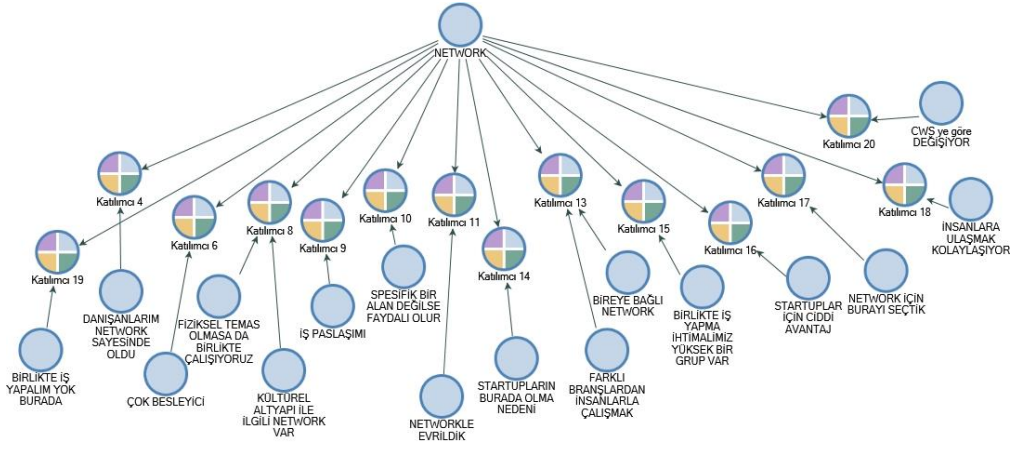 NETWORK
Katılımcı 20
CWS ye göre
DEĞİŞİYOR
Katılımcı 4
Katılımcı 6
Katılımcı 8
Katılımcı 9
Katılımcı 10
Katılımcı 11
Katılımcı 13
Katılımcı 15
Katılımcı 16
Katılımcı 17
Katılımcı 18
İNSANLARA
ULAŞMAK
KOLAYLAŞIYOR
Katılımcı 19
Katılımcı 14
DANIŞANLARIM
NETWORK
SAYESİNDE
OLDU
FİZİKSEL TEMAS
OLMASA DA
BİRLİKTE
ÇALIŞIYORUZ
İŞ PASLAŞIMI
SPESİFİK BİR
ALAN DEĞİLSE
FAYDALI OLUR
BİREYE BAĞLI
NETWORK
BİRLİKTE İŞ
YAPMA
İHTİMALİMİZ
YÜKSEK BİR
GRUP VAR
STARTUPLAR
İÇİN CİDDİ
AVANTAJ
NETWORK İÇİN
BURAYI SEÇTİK
BİRLİKTE İŞ
YAPALIM YOK
BURADA
ÇOK BESLEYİCİ
KÜLTÜREL
ALTYAPI İLE
İLGİLİ NETWORK
VAR
NETWORKLE
EVRİLDİK
STARTUPLARIN
BURADA OLMA
NEDENİ
FARKLI
BRANŞLARDAN
İNSANLARLA
ÇALIŞMAK